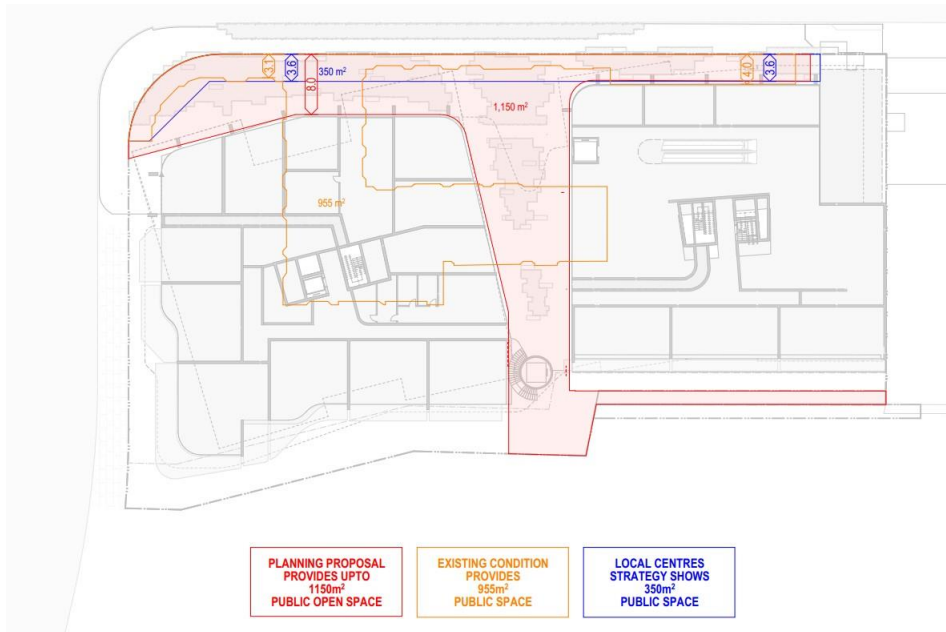 3.1
3.6
8.0
350 m²
4.0
3.6
1,150 m²
955 m²
PLANNING PROPOSAL
PROVIDES UPTO
1150m²
PUBLIC OPEN SPACE
EXISTING CONDITION
PROVIDES
955m²
PUBLIC SPACE
LOCAL CENTRES
STRATEGY SHOWS
350m²
PUBLIC SPACE